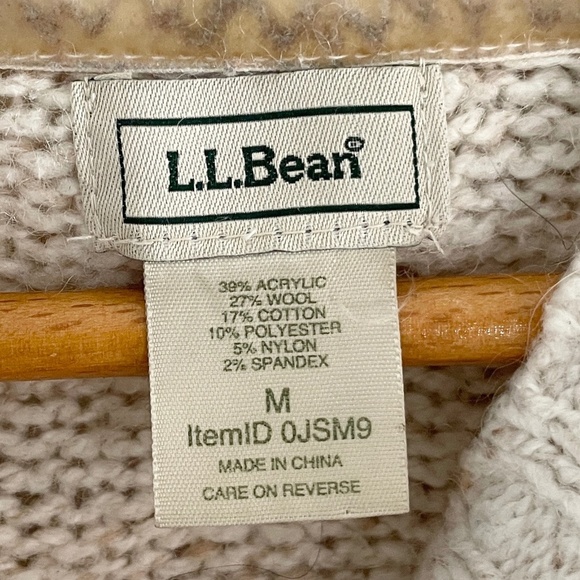 L.L.Bean®
39% ACRYLIC
27% WOOL
17% COTTON
10% POLYESTER
5% NYLON
2% SPANDEX
M
ItemID 0JSM9
MADE IN CHINA
CARE ON REVERSE